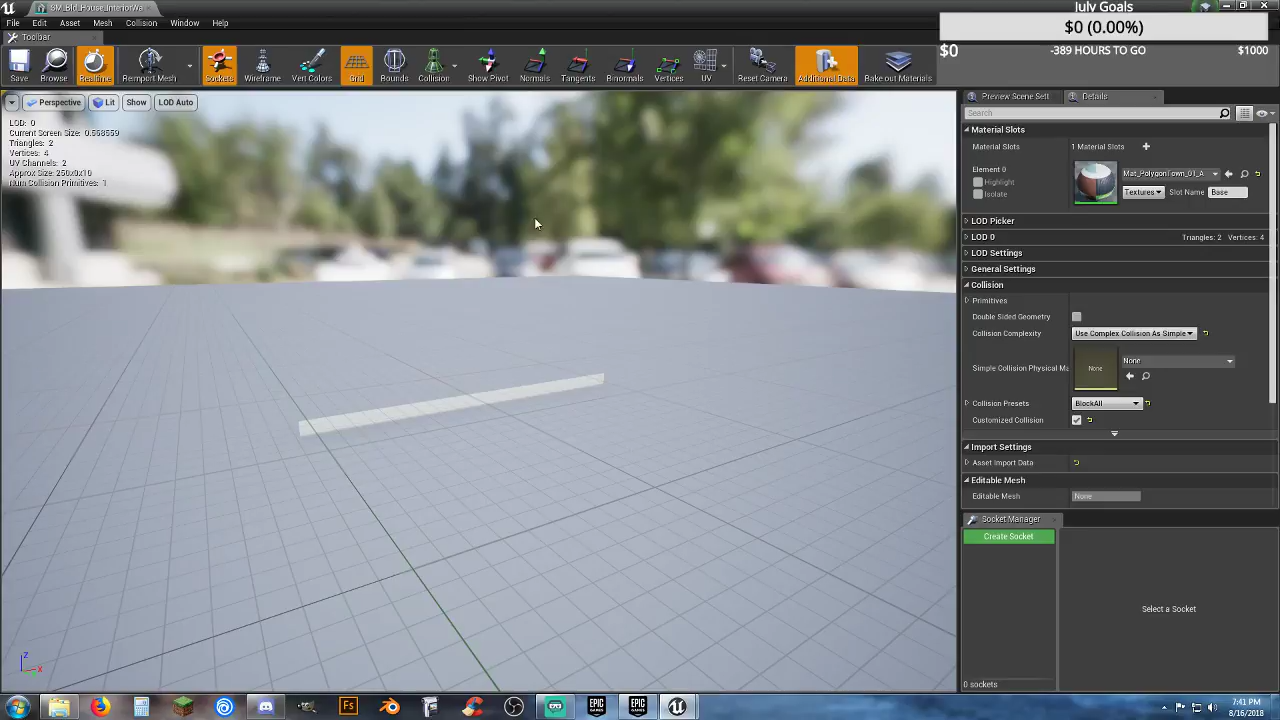 SM_Bld_House_InteriorWa
July Goals
File Edit Asset Mesh Collision Window Help
$0 (0.00%)
Toolbar
$0 -389 HOURS TO GO $1000
Save Browse Realtime Reimport Mesh Sockets Wireframe Vert Colors Grid Bounds Collision Show Pivot Normals Tangents Binormals Vertices UV Reset Camera Additional Data Bake out Materials
Perspective Lit Show LOD Auto
Preview Scene Sett Details
Search
LOD: 0
Current Screen Size: 0.568559
Triangles: 2
Vertices: 4
UV Channels: 2
Approx Size: 250x0x10
Num Collision Primitives: 1
Material Slots
Material Slots 1 Material Slots
Element 0
Highlight
Isolate
Mat_PolygonTown_01_A
Textures Slot Name Base
LOD Picker
LOD 0 Triangles: 2 Vertices: 4
LOD Settings
General Settings
Collision
Primitives
Double Sided Geometry
Collision Complexity Use Complex Collision As Simple
Simple Collision Physical Ma None None
Collision Presets BlockAll
Customized Collision
Import Settings
Asset Import Data
Editable Mesh
Editable Mesh None
Socket Manager
Create Socket
Select a Socket
0 sockets
Z
X
Fs
EPIC GAMES
EPIC GAMES
7:41 PM
8/16/2018